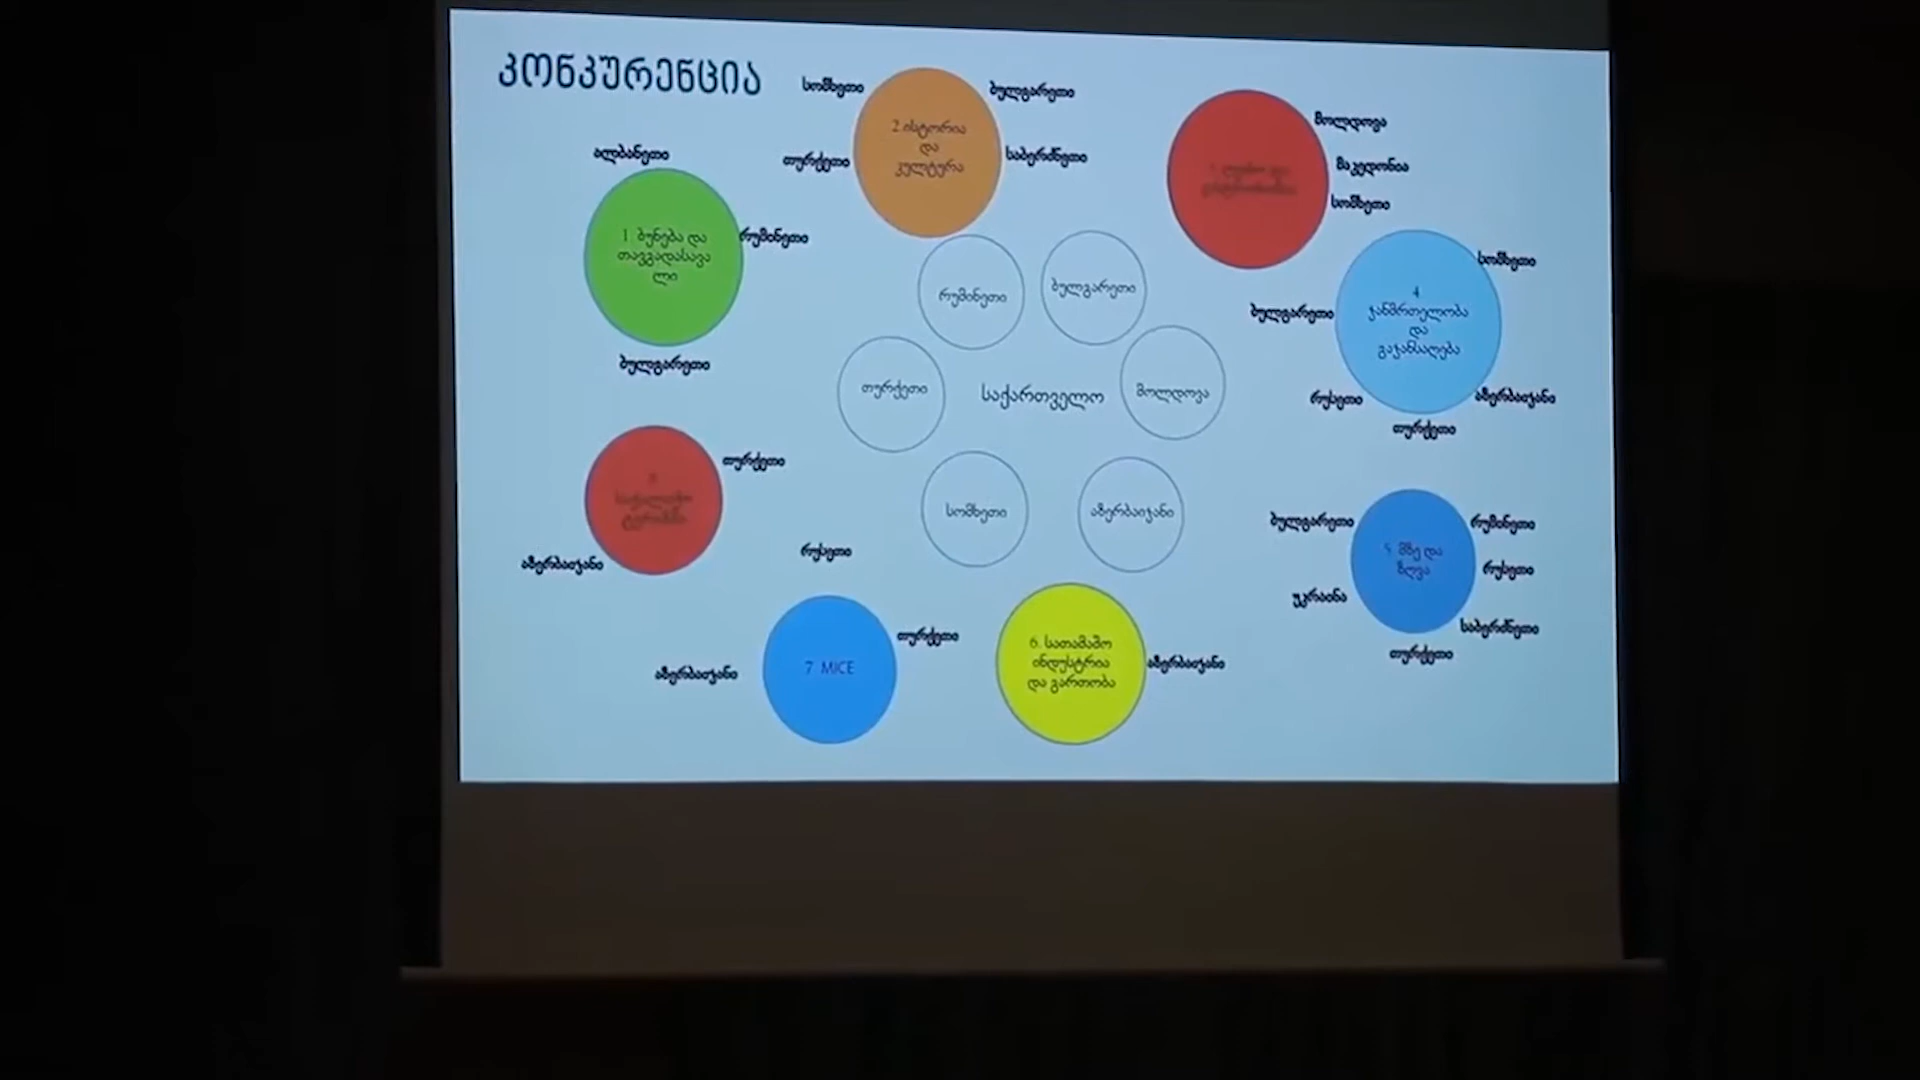 კონკურენცია
სომხეთი
ბულგარეთი
2 ისტორია
და
კულტურა
თურქეთი
საბერძნეთი
მოლდოვა
მაკედონია
სომხეთი
ალბანეთი
1 ბუნება და
თავგადასავა
ლი
რუმინეთი
ბულგარეთი
რუმინეთი
ბულგარეთი
თურქეთი
საქართველო
მოლდოვა
სომხეთი
აზერბაიჯანი
სომხეთი
ბულგარეთი
4
ჯანმრთელობა
და
გაჯანსაღება
რუსეთი
აზერბაიჯანი
თურქეთი
თურქეთი
აზერბაიჯანი
რუსეთი
ბულგარეთი
რუმინეთი
5. მზე და
ზღვა
რუსეთი
უკრაინა
საბერძნეთი
თურქეთი
თურქეთი
აზერბაიჯანი
7 MICE
6. სათამაშო
ინდუსტრია
და გართობა
აზერბაიჯანი